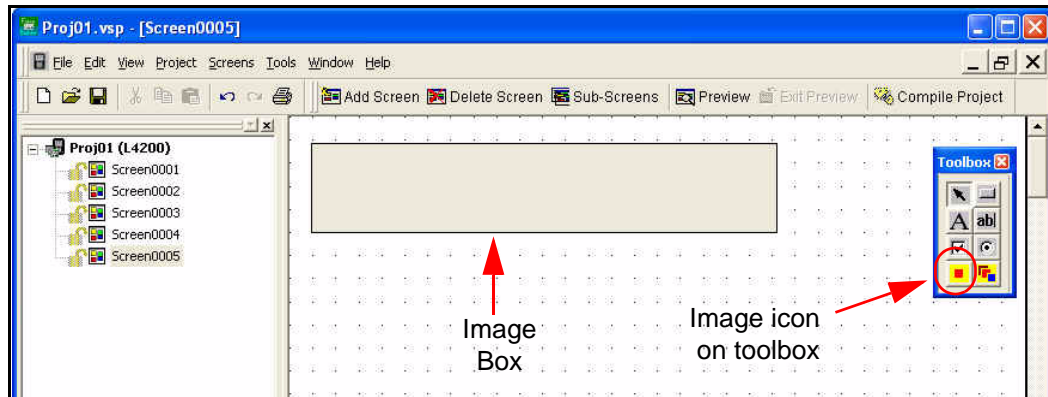 Proj01.vsp - [Screen0005]
File Edit View Project Screens Tools Window Help
Add Screen Delete Screen Sub-Screens Preview Exit Preview Compile Project
Proj01 (L4200)
Screen0001
Screen0002
Screen0003
Screen0004
Screen0005
Toolbox
A ab|
Image
Box
Image icon
on toolbox